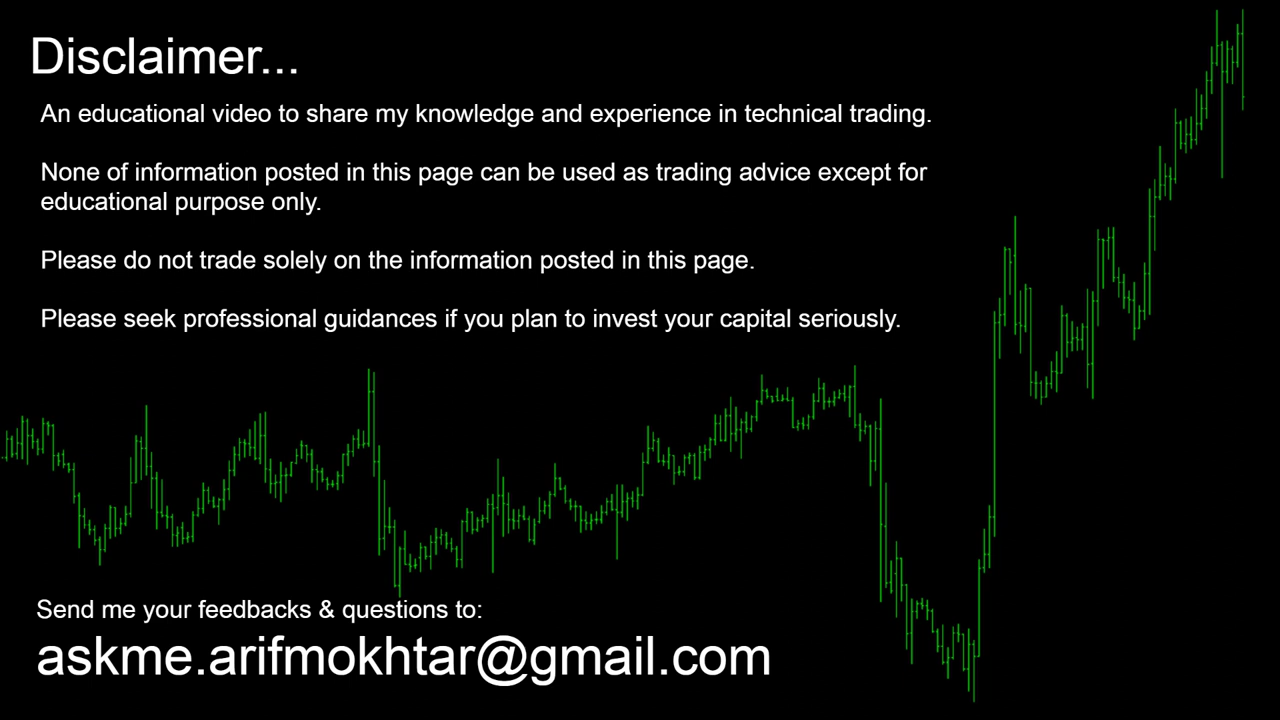 Disclaimer...
An educational video to share my knowledge and experience in technical trading.
None of information posted in this page can be used as trading advice except for
educational purpose only.
Please do not trade solely on the information posted in this page.
Please seek professional guidances if you plan to invest your capital seriously.
Send me your feedbacks & questions to:
askme.arifmokhtar@gmail.com